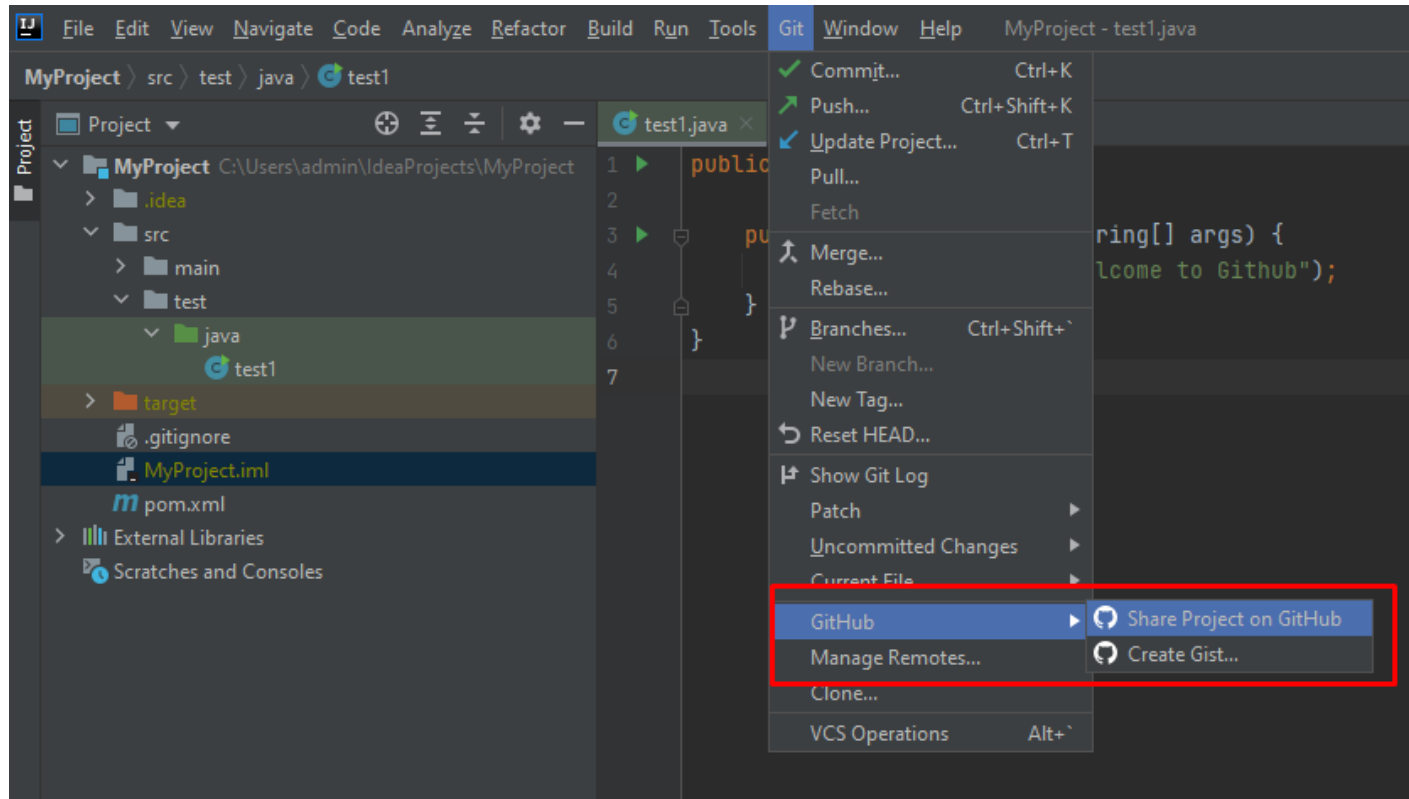 IJ File Edit View Navigate Code Analyze Refactor Build Run Tools Git Window Help MyProject - test1.java
MyProject src test java test1
Project
Project
test1.java
MyProject C:\Users\admin\IdeaProjects\MyProject
.idea
src
main
test
java
test1
target
.gitignore
MyProject.iml
pom.xml
External Libraries
Scratches and Consoles
1 public
2
3 pu ring[] args) {
4 lcome to Github");
5 }
6 }
7
Commit... Ctrl+K
Push... Ctrl+Shift+K
Update Project... Ctrl+T
Pull...
Fetch
Merge...
Rebase...
Branches... Ctrl+Shift+`
New Branch...
New Tag...
Reset HEAD...
Show Git Log
Patch
Uncommitted Changes
Current File
GitHub
Manage Remotes...
Clone...
VCS Operations Alt+`
Share Project on GitHub
Create Gist...